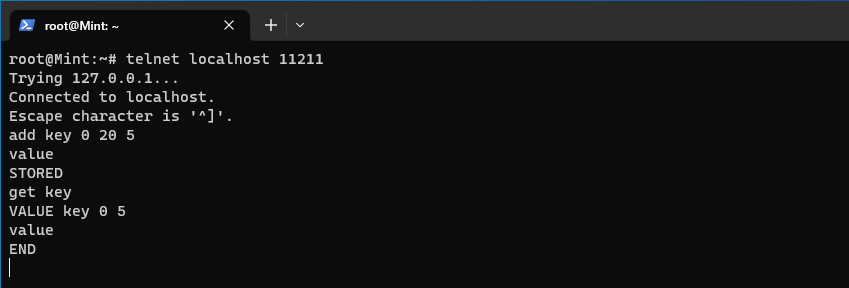 root@Mint: ~
root@Mint:~# telnet localhost 11211
Trying 127.0.0.1...
Connected to localhost.
Escape character is '^]'.
add key 0 20 5
value
STORED
get key
VALUE key 0 5
value
END